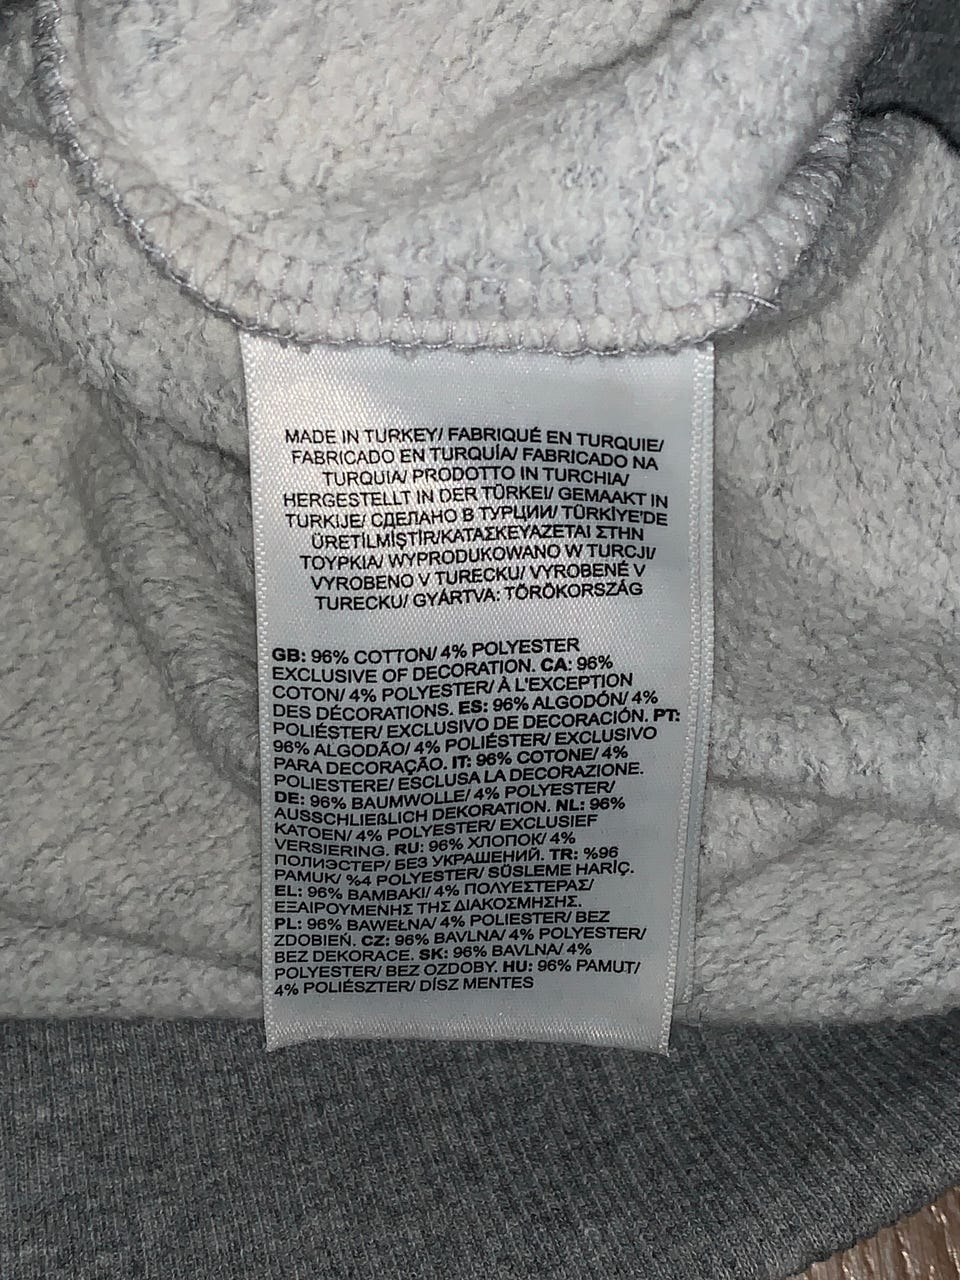 MADE IN TURKEY/ FABRIQUÉ EN TURQUIE/
FABRICADO EN TURQUÍA/ FABRICADO NA
TURQUIA/ PRODOTTO IN TURCHIA/
HERGESTELLT IN DER TÜRKEI/ GEMAAKT IN
TURKIJE/ СДЕЛАНО В ТУРЦИИ/ TÜRKİYE'DE
ÜRETİLMİŞTİR/ΚΑΤΑΣΚΕΥΑΖΕΤΑΙ ΣΤΗΝ
ΤΟΥΡΚΙΑ/ WYPRODUKOWANO W TURCJI/
VYROBENO V TURECKU/ VYROBENÉ V
TURECKU/ GYÁRTVA: TÖRÖKORSZÁG
GB: 96% COTTON/ 4% POLYESTER
EXCLUSIVE OF DECORATION. CA: 96%
COTON/ 4% POLYESTER/ À L'EXCEPTION
DES DÉCORATIONS. ES: 96% ALGODÓN/ 4%
POLIÉSTER/ EXCLUSIVO DE DECORACIÓN. PT:
96% ALGODÃO/ 4% POLIÉSTER/ EXCLUSIVO
PARA DECORAÇÃO. IT: 96% COTONE/ 4%
POLIESTERE/ ESCLUSA LA DECORAZIONE.
DE: 96% BAUMWOLLE/ 4% POLYESTER/
AUSSCHLIEßLICH DEKORATION. NL: 96%
KATOEN/ 4% POLYESTER/ EXCLUSIEF
VERSIERING. RU: 96% ХЛОПОК/ 4%
ПОЛИЭСТЕР/ БЕЗ УКРАШЕНИЙ. TR: %96
PAMUK/ %4 POLYESTER/ SÜSLEME HARİÇ.
EL: 96% ΒΑΜΒΑΚΙ/ 4% ΠΟΛΥΕΣΤΕΡΑΣ/
ΕΞΑΙΡΟΥΜΕΝΗΣ ΤΗΣ ΔΙΑΚΟΣΜΗΣΗΣ.
PL: 96% BAWEŁNA/ 4% POLIESTER/ BEZ
ZDOBIEŃ. CZ: 96% BAVLNA/ 4% POLYESTER/
BEZ DEKORACE. SK: 96% BAVLNA/ 4%
POLYESTER/ BEZ OZDOBY. HU: 96% PAMUT/
4% POLIÉSZTER/ DÍSZ MENTES